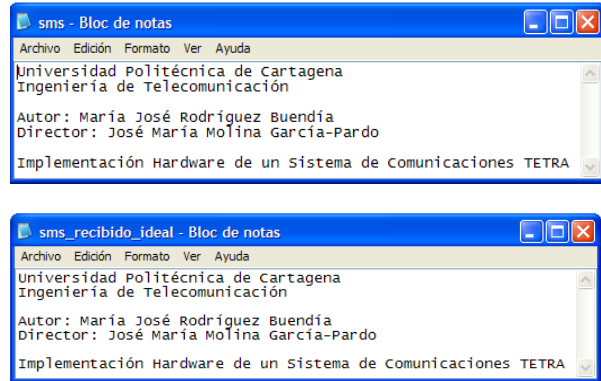 sms - Bloc de notas
Archivo Edición Formato Ver Ayuda
Universidad Politécnica de Cartagena
Ingeniería de Telecomunicación
Autor: María José Rodríguez Buendía
Director: José María Molina García-Pardo
Implementación Hardware de un Sistema de Comunicaciones TETRA
sms_recibido_ideal - Bloc de notas
Archivo Edición Formato Ver Ayuda
Universidad Politécnica de Cartagena
Ingeniería de Telecomunicación
Autor: María José Rodríguez Buendía
Director: José María Molina García-Pardo
Implementación Hardware de un Sistema de Comunicaciones TETRA